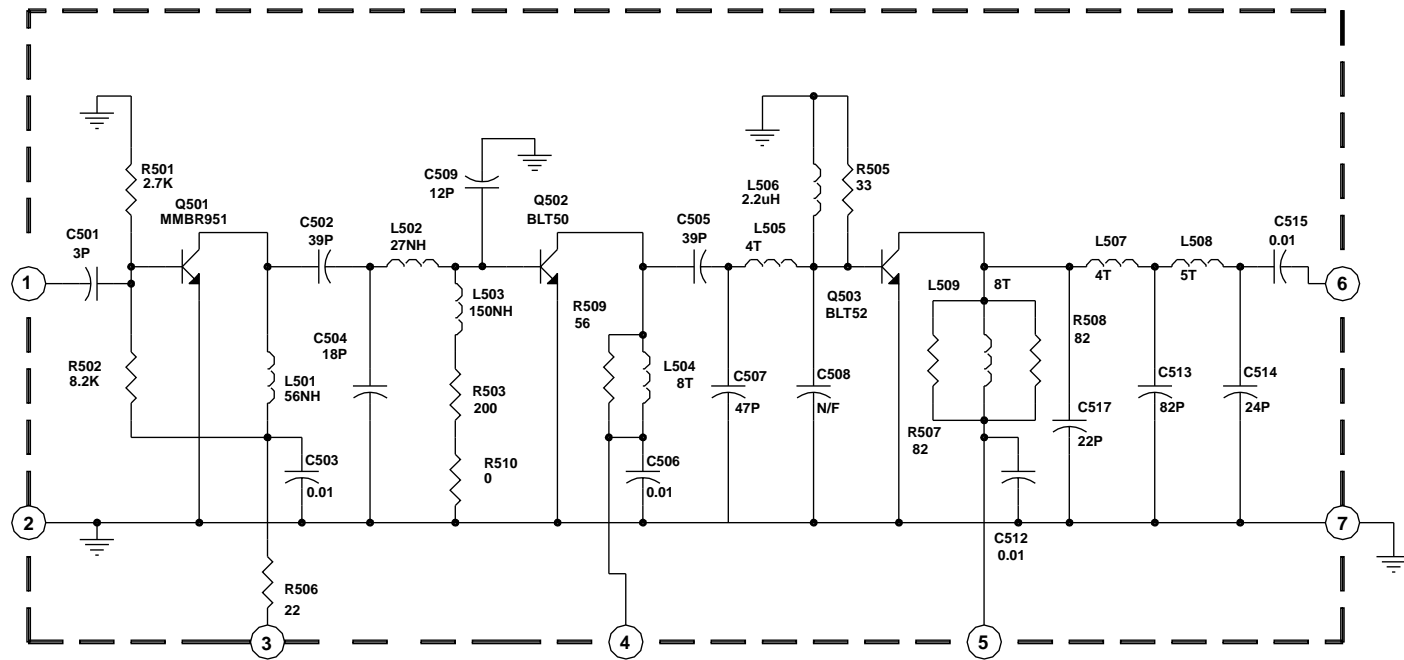 R501
2.7K
Q501
MMBR951
C501
3P
1
R502
8.2K
C502
39P
L502
27NH
C509
12P
Q502
BLT50
L503
150NH
C504
18P
L501
56NH
R503
200
C503
0.01
R510
0
2
R506
22
3
R509
56
L504
8T
C506
0.01
4
C505
39P
L505
4T
L506
2.2uH
R505
33
C507
47P
C508
N/F
Q503
BLT52
L509
8T
R508
82
R507
82
C517
22P
C512
0.01
5
L507
4T
L508
5T
C515
0.01
6
C513
82P
C514
24P
7